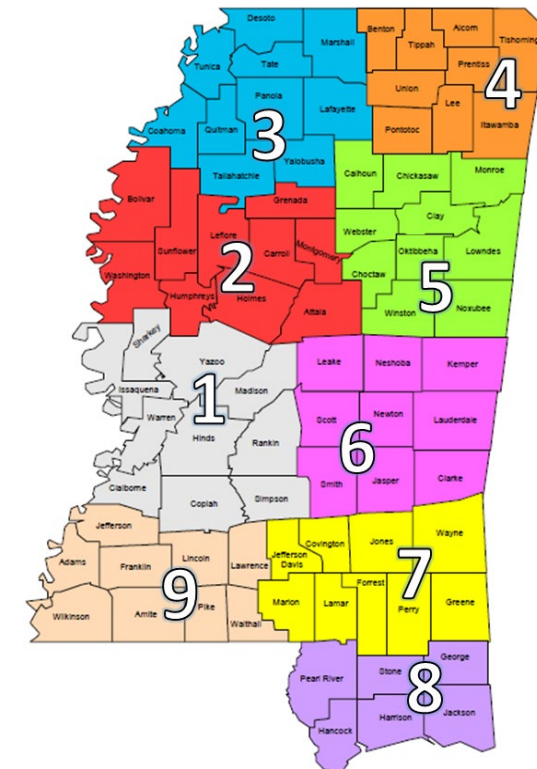 Desoto
Benton
Alcorn
Tishoming
Tippah
Marshall
Tunica
Tate
Prentiss
4
Union
Panola
Lee
Lafayette
3
Coahoma
Quitman
Pontotoc
Itawamba
Yalobusha
Tallahatchie
Calhoun
Chickasaw
Monroe
Bolivar
Grenada
Clay
Webster
Leflore
Sunflower
Carroll
Montgomery
Oktibbeha
Lowndes
2
Choctaw
Washington
Humphreys
Holmes
5
Attala
Winston
Noxubee
Sharkey
Yazoo
Leake
Neshoba
Kemper
Issaquena
Madison
1
Warren
Hinds
Scott
Newton
Lauderdale
Rankin
6
Smith
Jasper
Clarke
Claiborne
Copiah
Simpson
Jefferson
Wayne
Jones
Covington
Adams
Franklin
Lincoln
Lawrence
Jefferson
Davis
7
9
Forrest
Marion
Lamar
Perry
Greene
Wilkinson
Amite
Pike
Walthall
George
Stone
Pearl River
8
Harrison
Jackson
Hancock